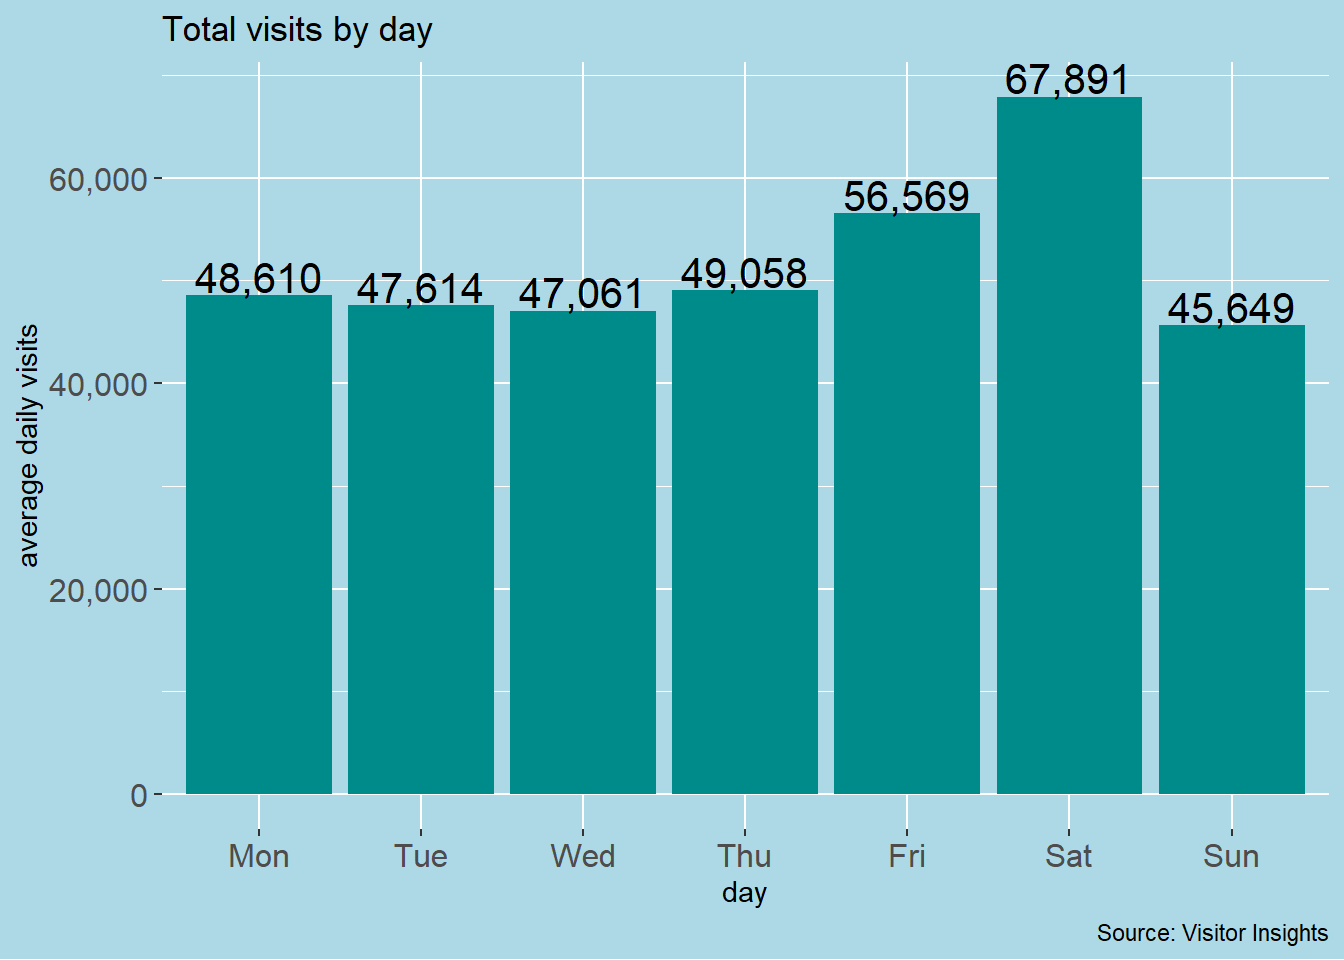 Total visits by day
67,891
60,000
56,569
48,610
47,614
47,061
49,058
45,649
40,000
average daily visits
20,000
0
Mon Tue Wed Thu Fri Sat Sun
day
Source: Visitor Insights